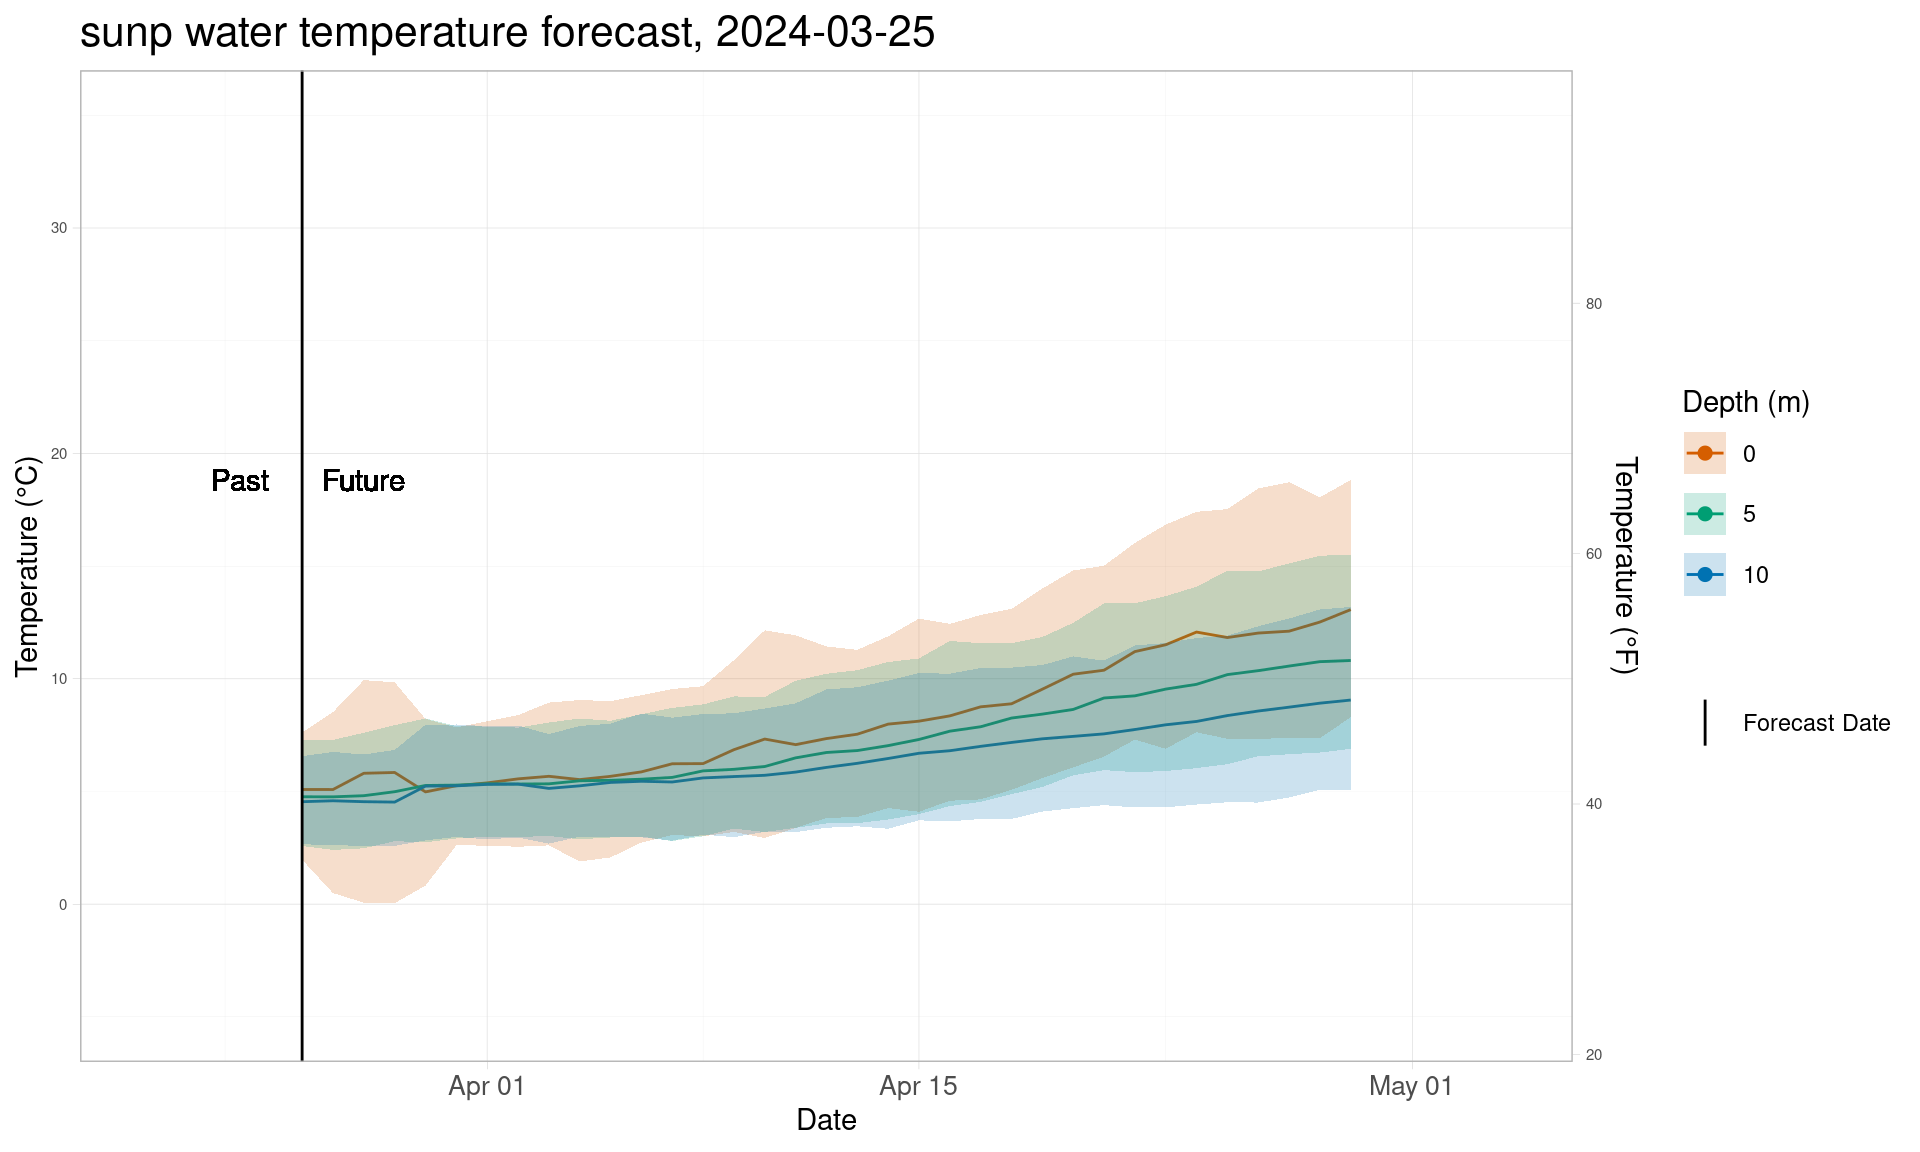 sunp water temperature forecast, 2024-03-25
Temperature (°C)
30
20
10
0
Past
Future
80
60
40
20
Temperature (°F)
Apr 01
Apr 15
May 01
Date
Depth (m)
0
5
10
Forecast Date